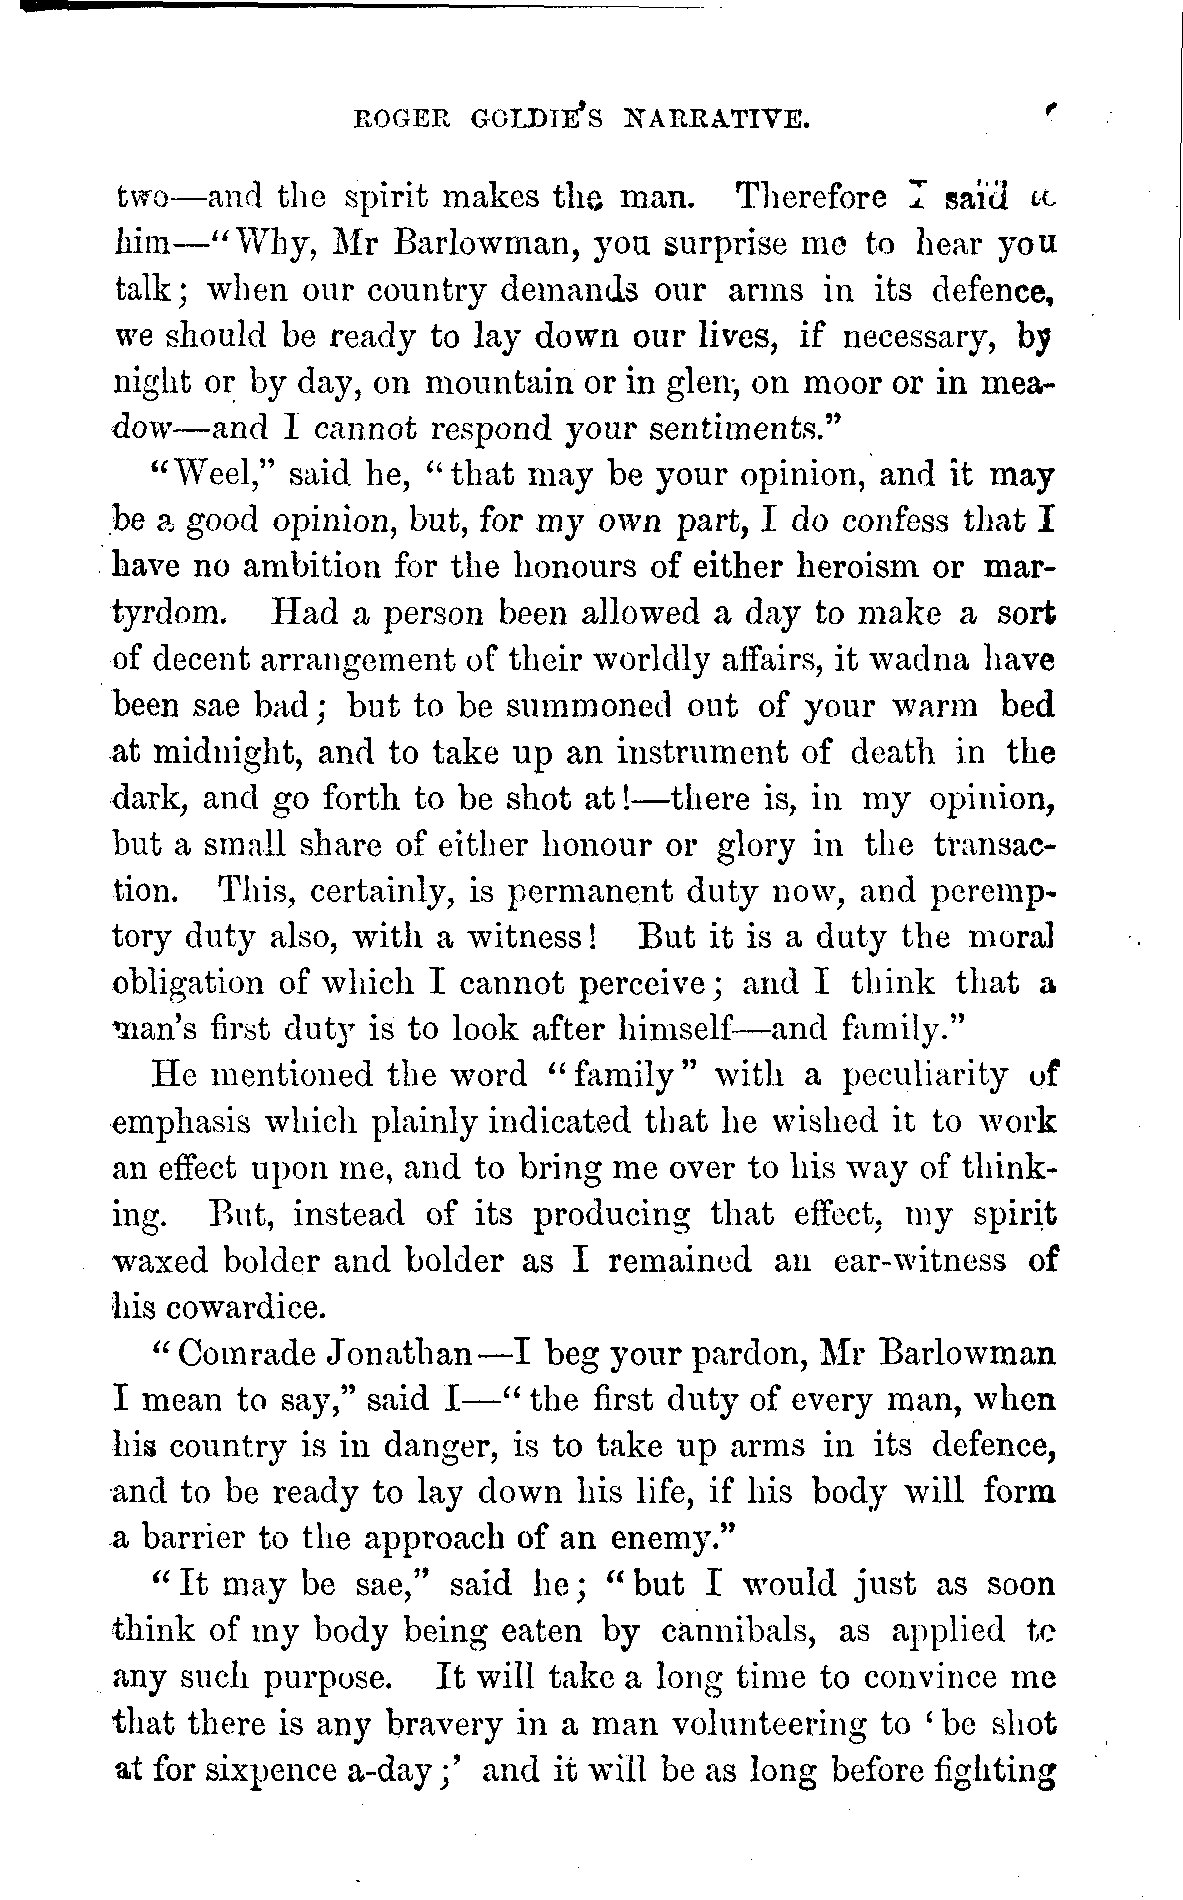 ROGER GOLDIE'S NARRATIVE.
two—and the spirit makes the man. Therefore I said
him—"Why, Mr Barlowman, you surprise me to hear you
talk; when our country demands our arms in its defence,
we should be ready to lay down our lives, if necessary, by
night or by day, on mountain or in glen, on moor or in mea-
dow—and I cannot respond your sentiments."
"Weel," said he, "that may be your opinion, and it may
be a good opinion, but, for my own part, I do confess that I
have no ambition for the honours of either heroism or mar-
tyrdom. Had a person been allowed a day to make a sort
of decent arrangement of their worldly affairs, it wadna have
been sae bad; but to be summoned out of your warm bed
at midnight, and to take up an instrument of death in the
dark, and go forth to be shot at!—there is, in my opinion,
but a small share of either honour or glory in the transac-
tion. This, certainly, is permanent duty now, and peremp-
tory duty also, with a witness! But it is a duty the moral
obligation of which I cannot perceive; and I think that a
man's first duty is to look after himself—and family."
He mentioned the word "family" with a peculiarity of
emphasis which plainly indicated that he wished it to work
an effect upon me, and to bring me over to his way of think-
ing. But, instead of its producing that effect, my spirit
waxed bolder and bolder as I remained an ear-witness of
his cowardice.
"Comrade Jonathan—I beg your pardon, Mr Barlowman
I mean to say," said I—"the first duty of every man, when
his country is in danger, is to take up arms in its defence,
and to be ready to lay down his life, if his body will form
a barrier to the approach of an enemy."
"It may be sae," said he; "but I would just as soon
think of my body being eaten by cannibals, as applied to
any such purpose. It will take a long time to convince me
that there is any bravery in a man volunteering to 'be shot
at for sixpence a-day;' and it will be as long before fighting